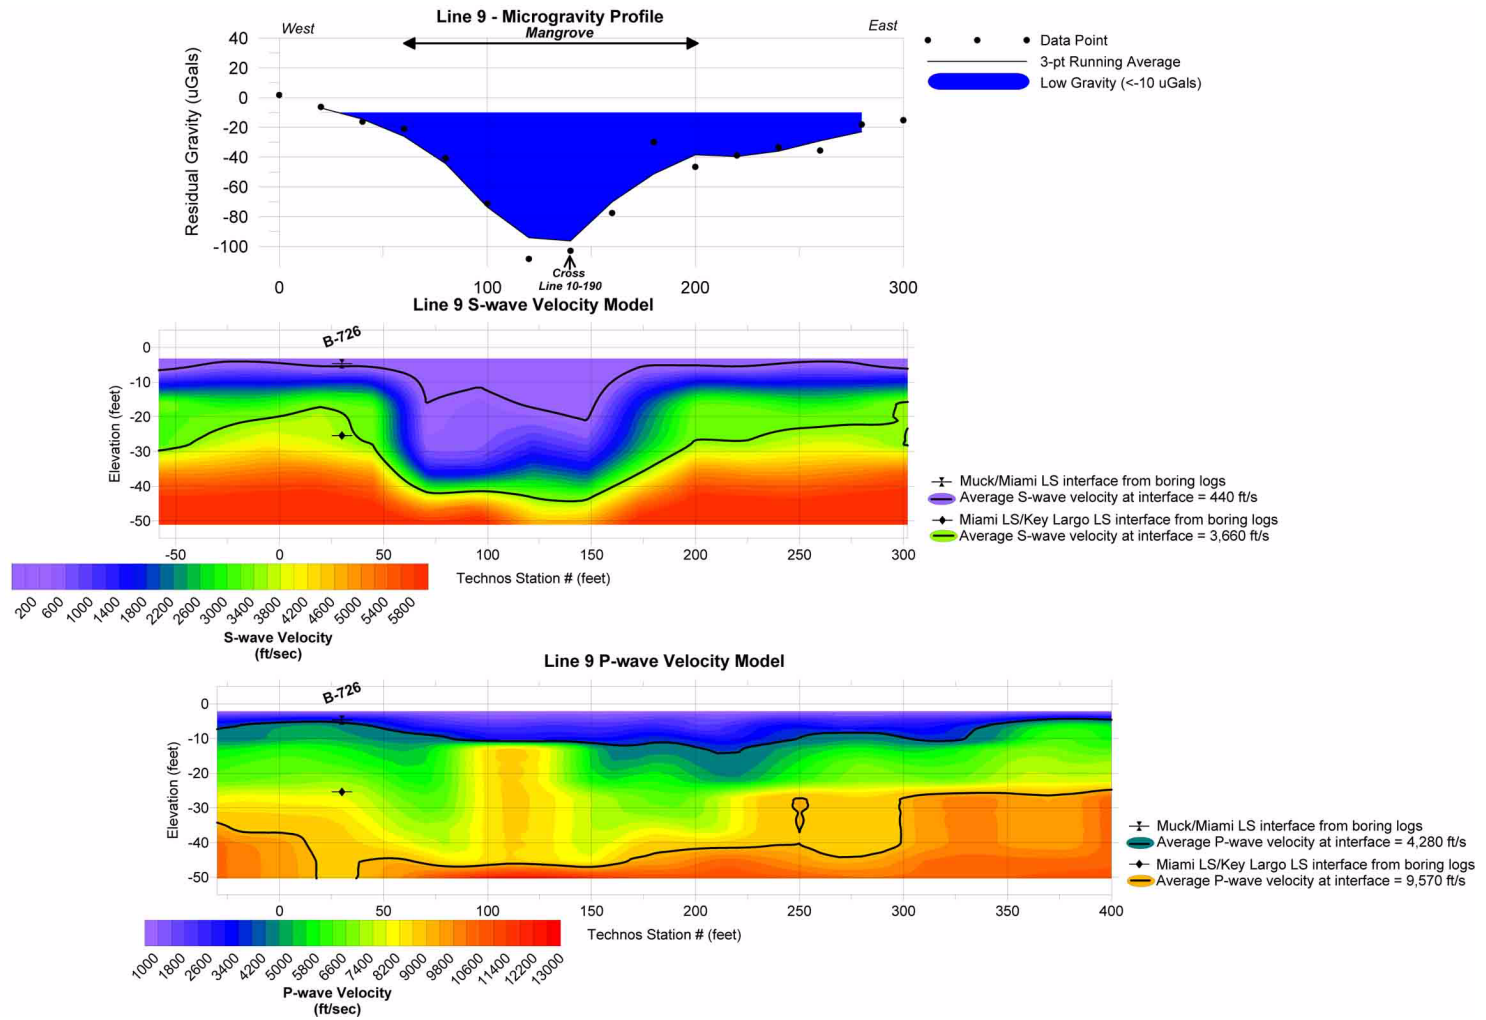 Line 9 - Microgravity Profile
West
Mangrove
East
Residual Gravity (uGals)
40
20
0
-20
-40
-60
-80
-100
0
100
200
300
Cross
Line 10-190
Data Point
3-pt Running Average
Low Gravity (<-10 uGals)
Line 9 S-wave Velocity Model
B-726
Elevation (feet)
0
-10
-20
-30
-40
-50
-50
0
50
100
150
200
250
300
Technos Station # (feet)
Muck/Miami LS interface from boring logs
Average S-wave velocity at interface = 440 ft/s
Miami LS/Key Largo LS interface from boring logs
Average S-wave velocity at interface = 3,660 ft/s
200 600 1000 1400 1800 2200 2600 3000 3400 3800 4200 4600 5000 5400 5800
S-wave Velocity
(ft/sec)
Line 9 P-wave Velocity Model
B-726
Elevation (feet)
0
-10
-20
-30
-40
-50
0
50
100
150
200
250
300
350
400
Technos Station # (feet)
Muck/Miami LS interface from boring logs
Average P-wave velocity at interface = 4,280 ft/s
Miami LS/Key Largo LS interface from boring logs
Average P-wave velocity at interface = 9,570 ft/s
1000 1800 2600 3400 4200 5000 5800 6600 7400 8200 9000 9800 10600 11400 12200 13000
P-wave Velocity
(ft/sec)